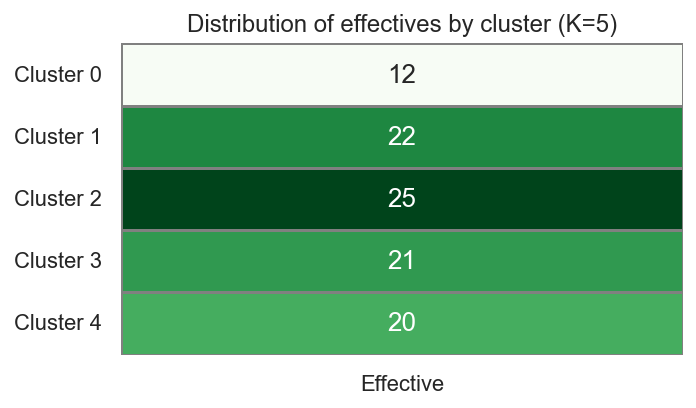 Distribution of effectives by cluster (K=5)
Cluster 0 12
Cluster 1 22
Cluster 2 25
Cluster 3 21
Cluster 4 20
Effective